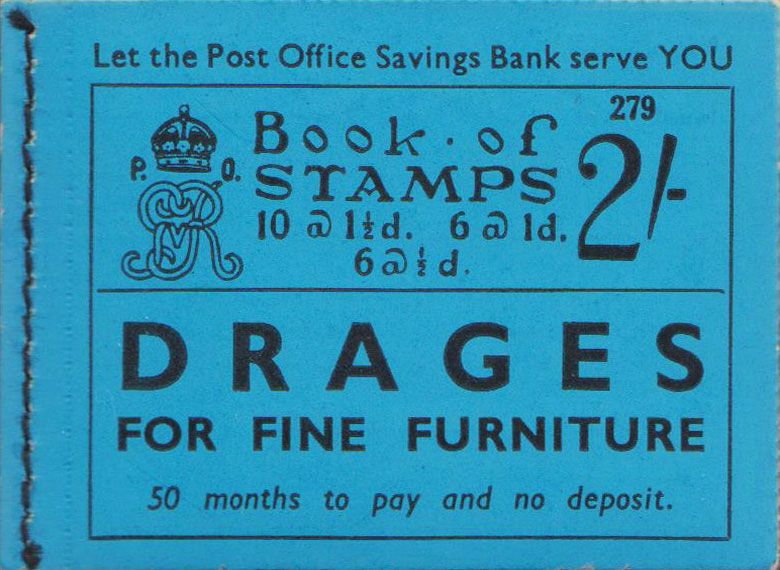 Let the Post Office Savings Bank serve YOU
279
P. O.
Book · of
STAMPS
2/-
10 @ 1½d. 6 @ 1d.
6 @ ½d.
DRAGES
FOR FINE FURNITURE
50 months to pay and no deposit.